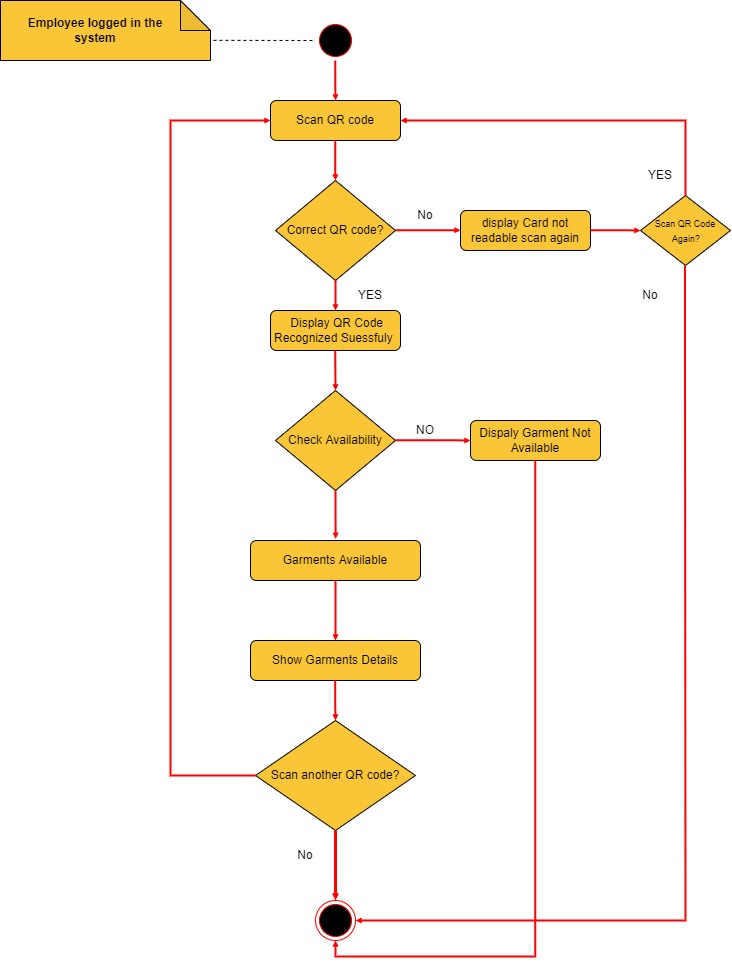 Employee logged in the
system
Scan QR code
YES
Correct QR code?
No
display Card not
readable scan again
Scan QR Code
Again?
YES
No
Display QR Code
Recognized Suessfuly
Check Availability
NO
Dispaly Garment Not
Available
Garments Available
Show Garments Details
Scan another QR code?
No